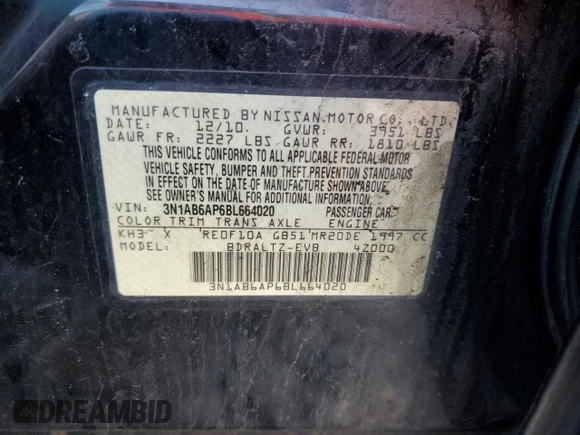 MANUFACTURED BY NISSAN MOTOR CO., LTD.
DATE: 12/10. GVWR: 3951 LBS
GAWR FR: 2227 LBS GAWR RR: 1810 LBS
THIS VEHICLE CONFORMS TO ALL APPLICABLE FEDERAL MOTOR
VEHICLE SAFETY, BUMPER AND THEFT PREVENTION STANDARDS
IN EFFECT ON THE DATE OF MANUFACTURE SHOWN ABOVE.
SEE OWNER'S MANUAL FOR ADDITIONAL INFORMATION.
VIN: 3N1AB6AP6BL664020 PASSENGER CAR
COLOR TRIM TRANS AXLE ENGINE
KH3 X RE0F10A GB51 MR20DE 1997 CC
BDRALTZ-EVB 4Z000
3N1AB6AP6BL664020
DREAMBID